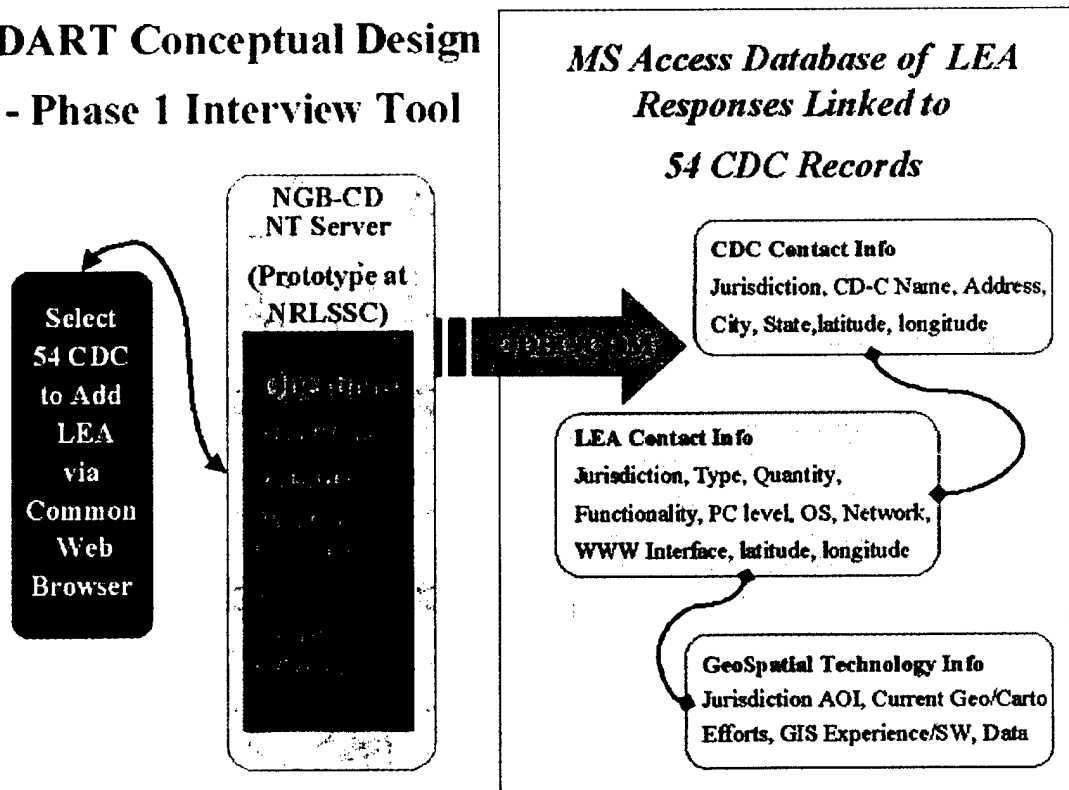 DART Conceptual Design
- Phase 1 Interview Tool
Select
54 CDC
to Add
LEA
via
Common
Web
Browser
NGB-CD
NT Server
(Prototype at
NRLSSC)
MS Access Database of LEA
Responses Linked to
54 CDC Records
CDC Contact Info
Jurisdiction, CD-C Name, Address,
City, State,latitude, longitude
LEA Contact Info
Jurisdiction, Type, Quantity,
Functionality, PC level, OS, Network,
WWW Interface, latitude, longitude
GeoSpatial Technology Info
Jurisdiction AOI, Current Geo/Carto
Efforts, GIS Experience/SW, Data